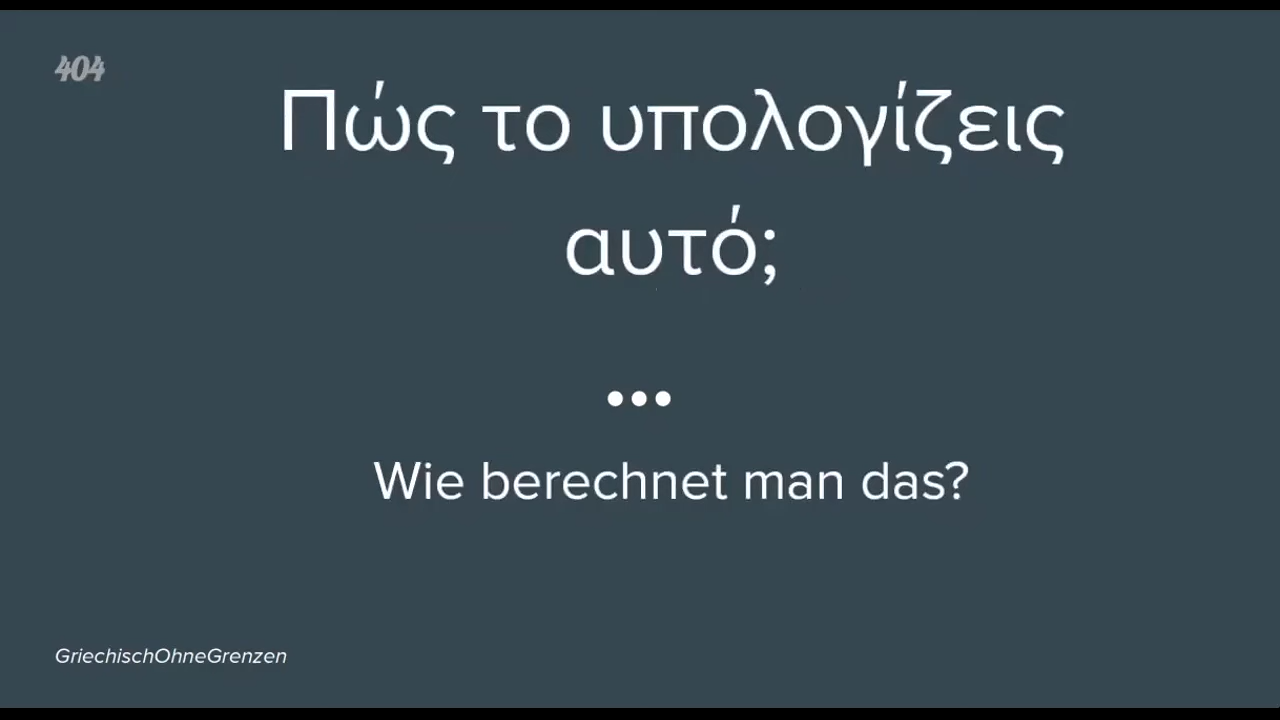 404
Πώς το υπολογίζεις
αυτό;
...
Wie berechnet man das?
GriechischOhneGrenzen